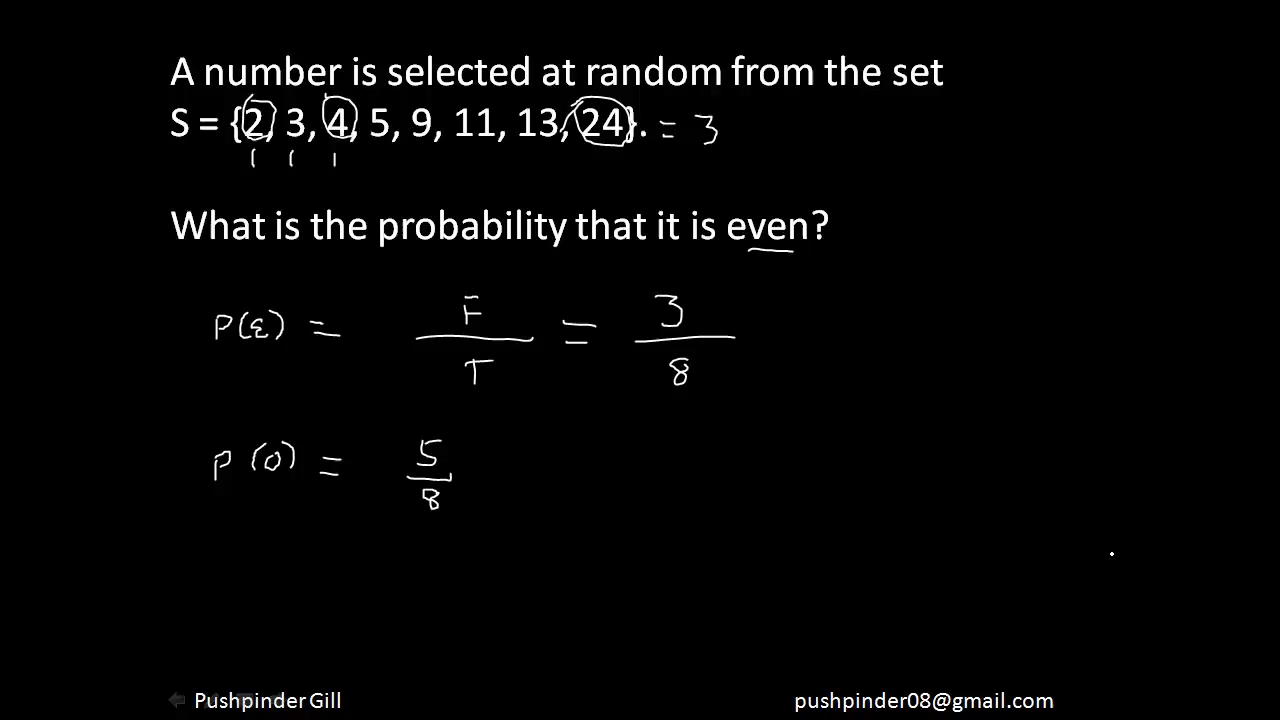 A number is selected at random from the set
S = {2, 3, 4, 5, 9, 11, 13, 24}. = 3
What is the probability that it is even?
P(E) = F/T = 3/8
P(O) = 5/8
Pushpinder Gill
pushpinder08@gmail.com